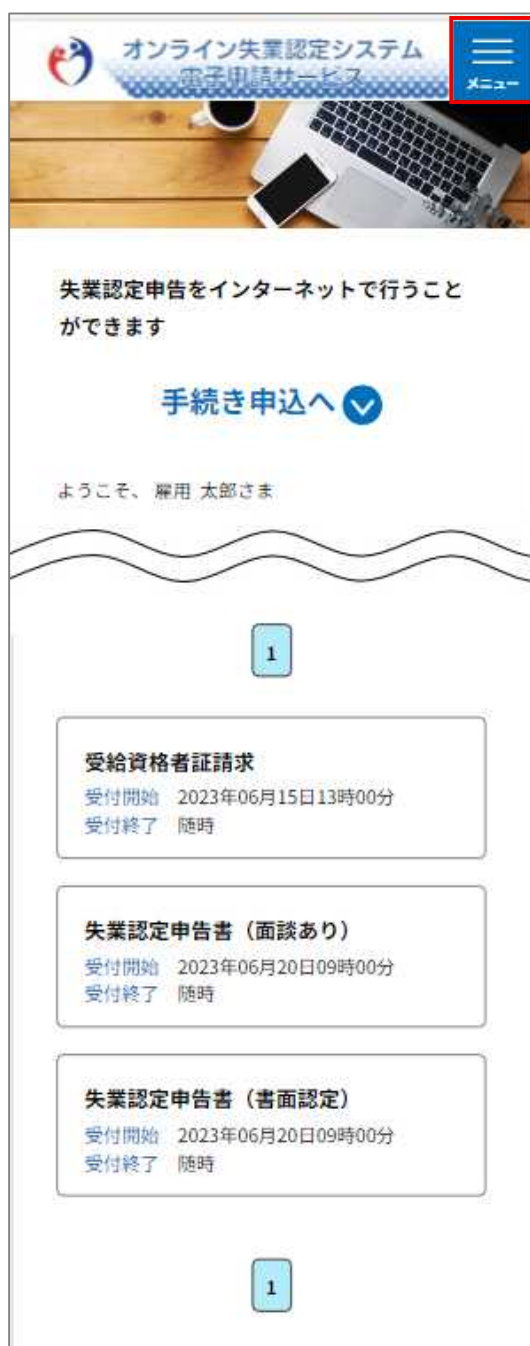 オンライン失業認定システム
電子申請サービス
メニュー
失業認定申告をインターネットで行うこと
ができます
手続き申込へ
ようこそ、 雇用 太郎さま
1
受給資格者証請求
受付開始 2023年06月15日13時00分
受付終了 随時
失業認定申告書（面談あり）
受付開始 2023年06月20日09時00分
受付終了 随時
失業認定申告書（書面認定）
受付開始 2023年06月20日09時00分
受付終了 随時
1